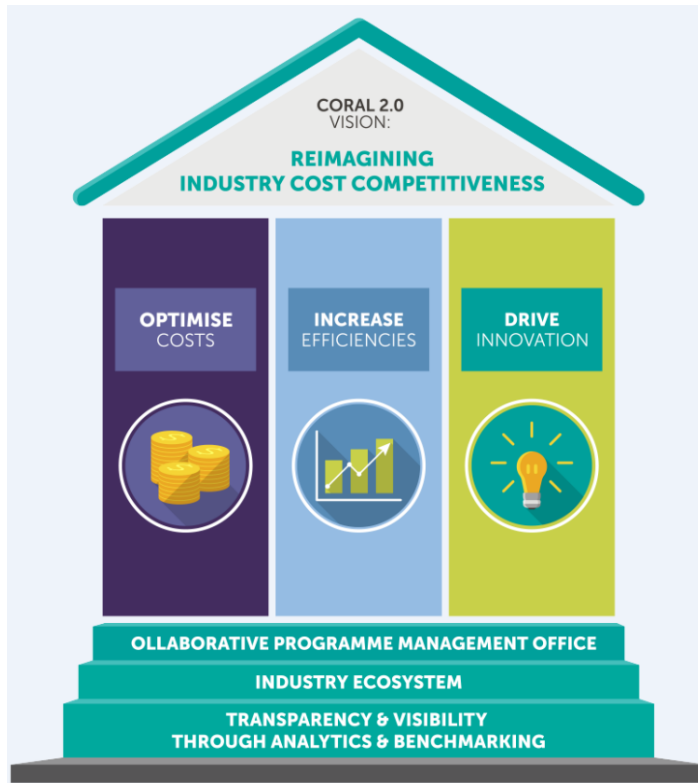 CORAL 2.0
VISION:
REIMAGINING
INDUSTRY COST COMPETITIVENESS
OPTIMISE
COSTS
INCREASE
EFFICIENCIES
DRIVE
INNOVATION
OLLABORATIVE PROGRAMME MANAGEMENT OFFICE
INDUSTRY ECOSYSTEM
TRANSPARENCY & VISIBILITY
THROUGH ANALYTICS & BENCHMARKING